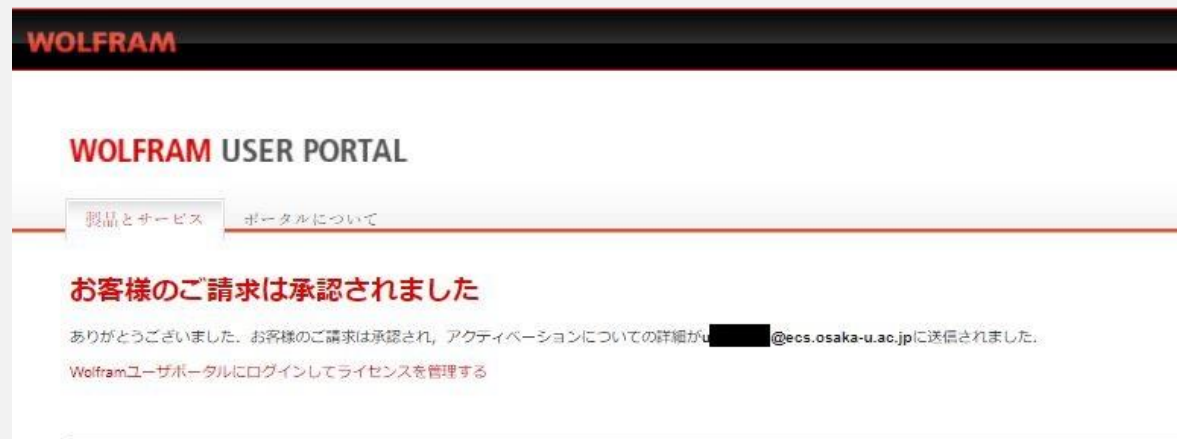 WOLFRAM
WOLFRAM USER PORTAL
製品とサービス ポータルについて
お客様のご請求は承認されました
ありがとうございました．お客様のご請求は承認され，アクティベーションについての詳細がu @ecs.osaka-u.ac.jpに送信されました．
Wolframユーザポータルにログインしてライセンスを管理する